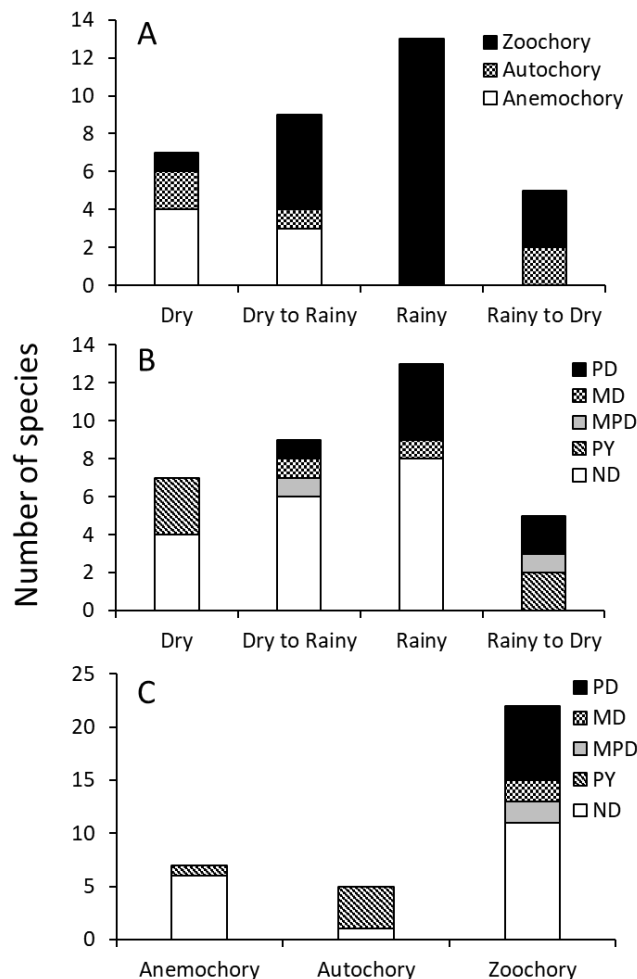 Number of species
A
14
12
10
8
6
4
2
0
Zoochory
Autochory
Anemochory
Dry Dry to Rainy Rainy Rainy to Dry
B
14
12
10
8
6
4
2
0
PD
MD
MPD
PY
ND
Dry Dry to Rainy Rainy Rainy to Dry
C
25
20
15
10
5
0
PD
MD
MPD
PY
ND
Anemochory Autochory Zoochory